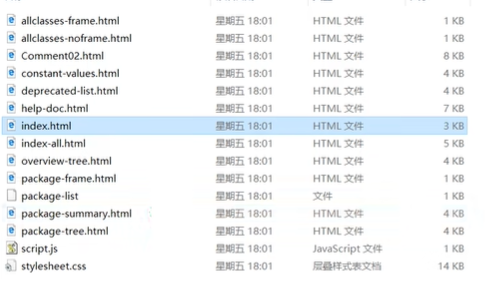 allclasses-frame.html 星期五 18:01 HTML 文件 1 KB
allclasses-noframe.html 星期五 18:01 HTML 文件 1 KB
Comment02.html 星期五 18:01 HTML 文件 8 KB
constant-values.html 星期五 18:01 HTML 文件 4 KB
deprecated-list.html 星期五 18:01 HTML 文件 4 KB
help-doc.html 星期五 18:01 HTML 文件 7 KB
index.html 星期五 18:01 HTML 文件 3 KB
index-all.html 星期五 18:01 HTML 文件 5 KB
overview-tree.html 星期五 18:01 HTML 文件 4 KB
package-frame.html 星期五 18:01 HTML 文件 1 KB
package-list 星期五 18:01 文件 1 KB
package-summary.html 星期五 18:01 HTML 文件 4 KB
package-tree.html 星期五 18:01 HTML 文件 4 KB
script.js 星期五 18:01 JavaScript 文件 1 KB
stylesheet.css 星期五 18:01 层叠样式表文档 14 KB